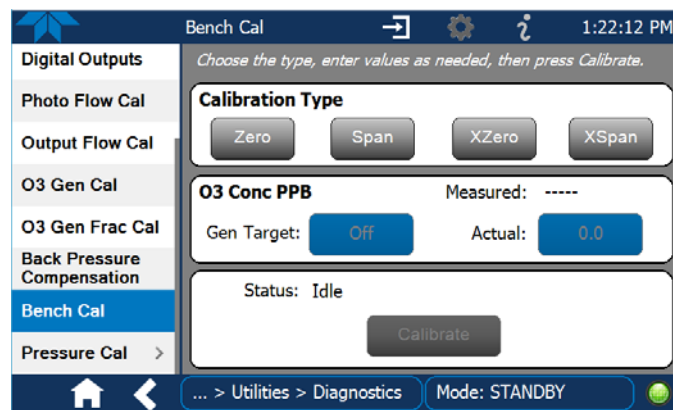 Bench Cal
1:22:12 PM
Digital Outputs
Photo Flow Cal
Output Flow Cal
O3 Gen Cal
O3 Gen Frac Cal
Back Pressure
Compensation
Bench Cal
Pressure Cal >
Choose the type, enter values as needed, then press Calibrate.
Calibration Type
Zero Span XZero XSpan
O3 Conc PPB Measured: -----
Gen Target: Off Actual: 0.0
Status: Idle
Calibrate
... > Utilities > Diagnostics Mode: STANDBY